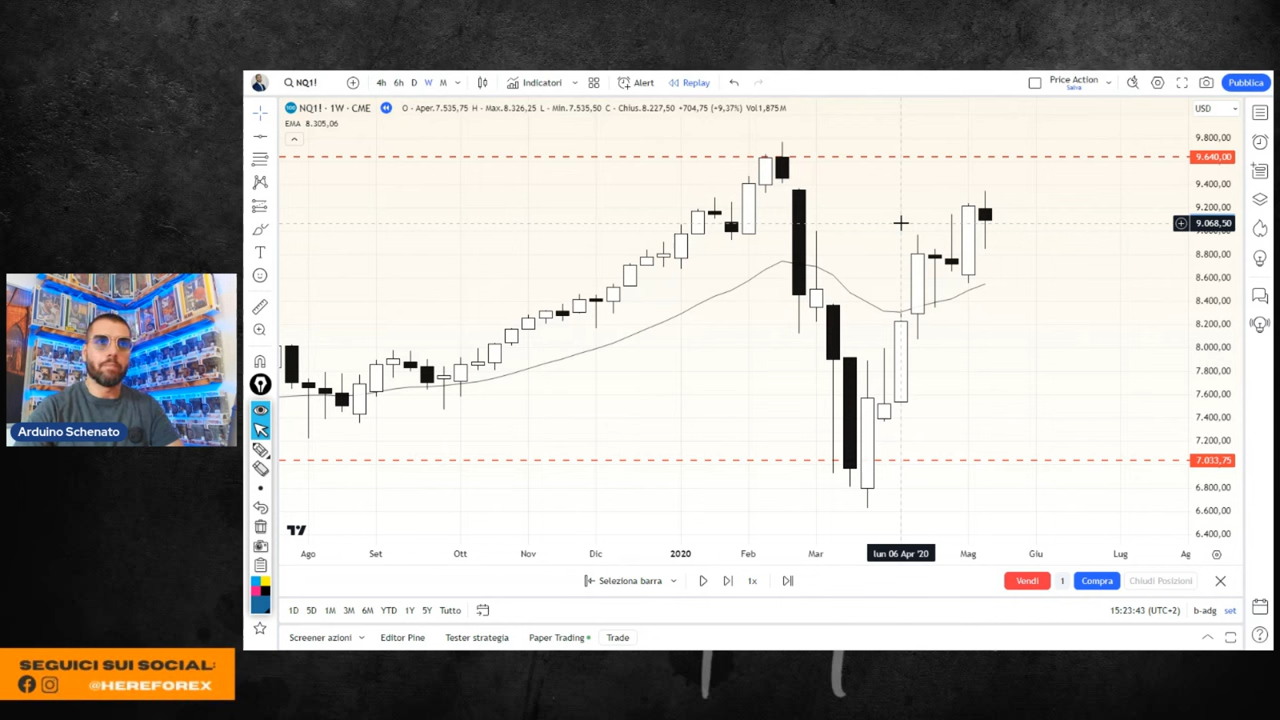 NQ1!
4h 6h D W M
Indicatori
Alert
Replay
Price Action
Salva
Pubblica
NQ1! · 1W · CME O - Aper.7.535,75 H - Max.8.326,25 L - Min.7.535,50 C - Chius.8.227,50 +704,75 (+9,37%) Vol1,875M
USD
EMA 8.305,06
9.800,00
9.640,00
9.400,00
9.200,00
9.068,50
8.800,00
8.600,00
8.400,00
8.200,00
8.000,00
7.800,00
7.600,00
7.400,00
7.200,00
7.033,75
6.800,00
6.600,00
6.400,00
Arduino Schenato
Ago Set Ott Nov Dic 2020 Feb Mar lun 06 Apr '20 Mag Giu Lug Ag
Seleziona barra
1x
Vendi 1 Compra Chiudi Posizioni
1D 5D 1M 3M 6M YTD 1Y 5Y Tutto
15:23:43 (UTC+2) b-adg set
Screener azioni Editor Pine Tester strategia Paper Trading Trade
SEGUICI SUI SOCIAL:
@HEREFOREX